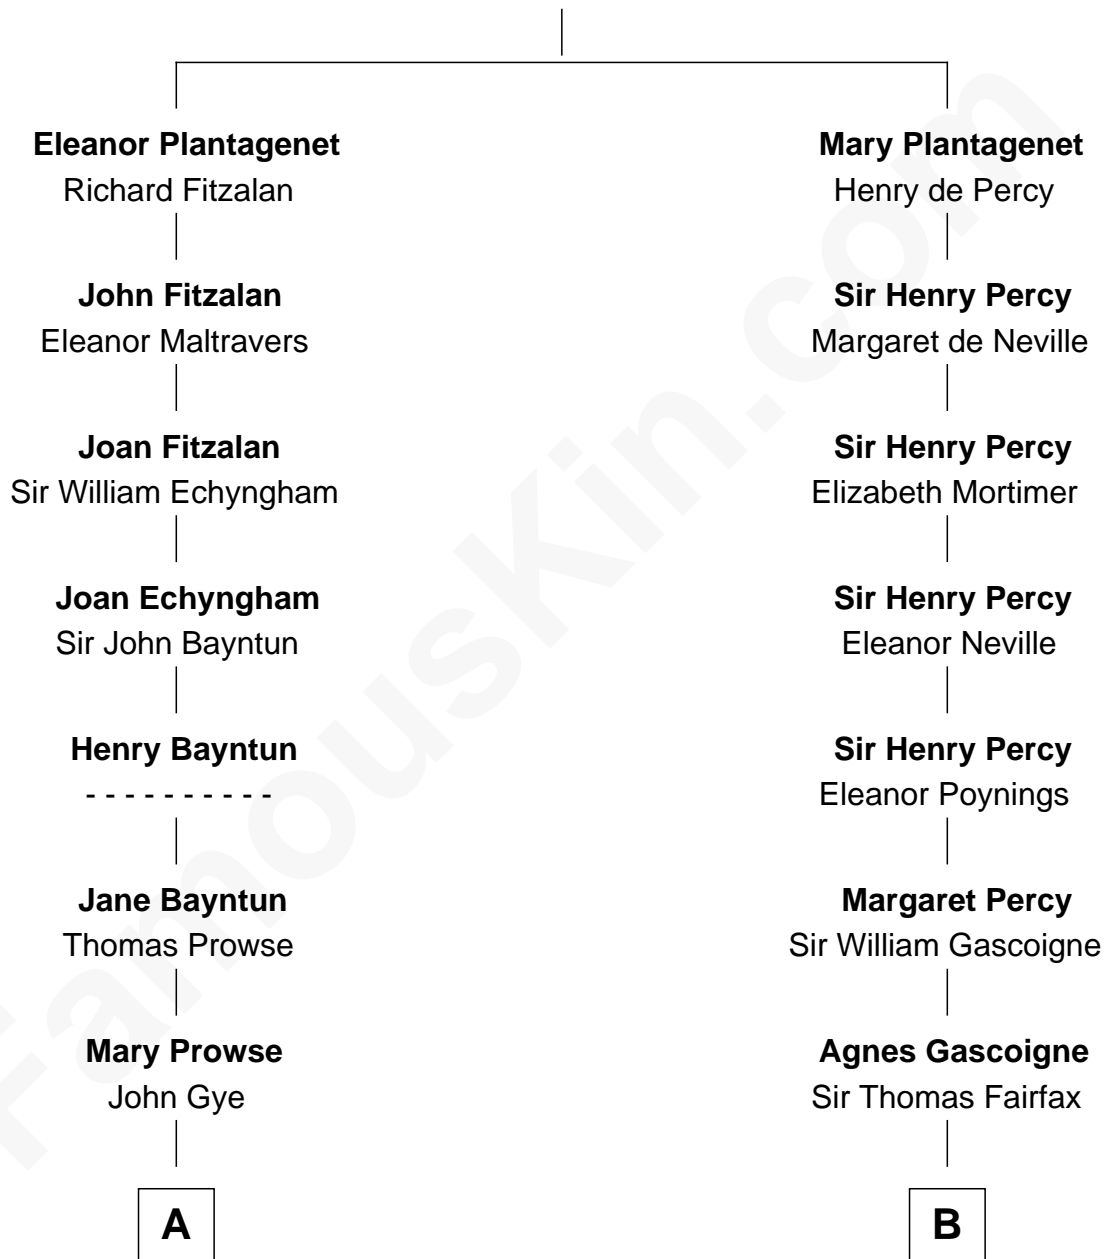 Eleanor Plantagenet
Richard Fitzalan
John Fitzalan
Eleanor Maltravers
Joan Fitzalan
Sir William Echyngham
Joan Echyngham
Sir John Bayntun
Henry Bayntun
- - - - - - - - - -
Jane Bayntun
Thomas Prowse
Mary Prowse
John Gye
A
Mary Plantagenet
Henry de Percy
Sir Henry Percy
Margaret de Neville
Sir Henry Percy
Elizabeth Mortimer
Sir Henry Percy
Eleanor Neville
Sir Henry Percy
Eleanor Poynings
Margaret Percy
Sir William Gascoigne
Agnes Gascoigne
Sir Thomas Fairfax
B
FamousKin.com